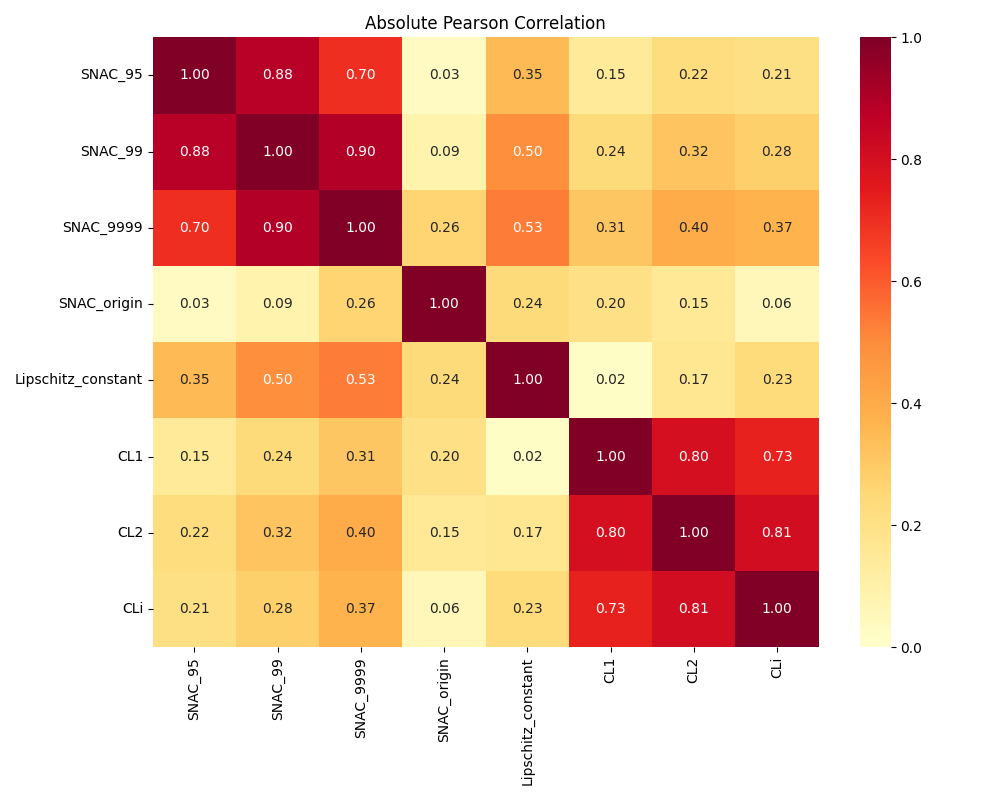 Absolute Pearson Correlation
SNAC_95 1.00 0.88 0.70 0.03 0.35 0.15 0.22 0.21
SNAC_99 0.88 1.00 0.90 0.09 0.50 0.24 0.32 0.28
SNAC_9999 0.70 0.90 1.00 0.26 0.53 0.31 0.40 0.37
SNAC_origin 0.03 0.09 0.26 1.00 0.24 0.20 0.15 0.06
Lipschitz_constant 0.35 0.50 0.53 0.24 1.00 0.02 0.17 0.23
CL1 0.15 0.24 0.31 0.20 0.02 1.00 0.80 0.73
CL2 0.22 0.32 0.40 0.15 0.17 0.80 1.00 0.81
CLi 0.21 0.28 0.37 0.06 0.23 0.73 0.81 1.00
SNAC_95
SNAC_99
SNAC_9999
SNAC_origin
Lipschitz_constant
CL1
CL2
CLi
1.0
0.8
0.6
0.4
0.2
0.0